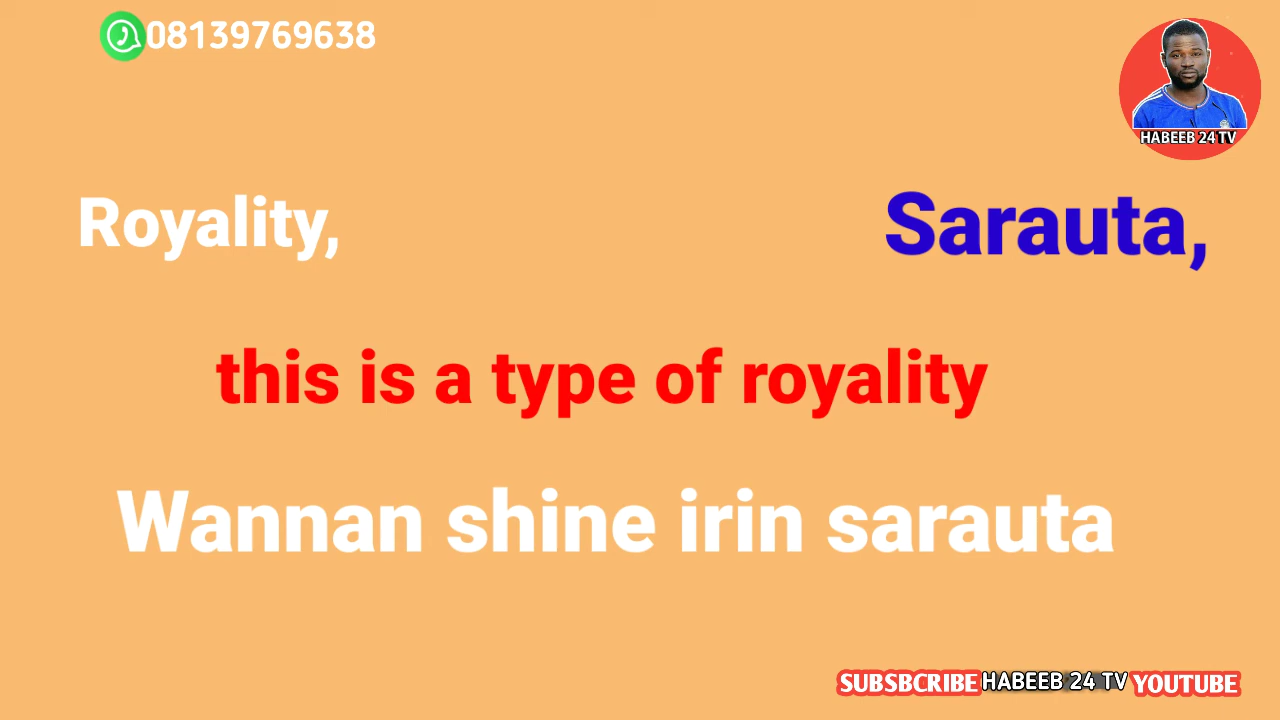 08139769638
HABEEB 24 TV
Royality,
Sarauta,
this is a type of royality
Wannan shine irin sarauta
SUBSBCRIBE HABEEB 24 TV YOUTUBE